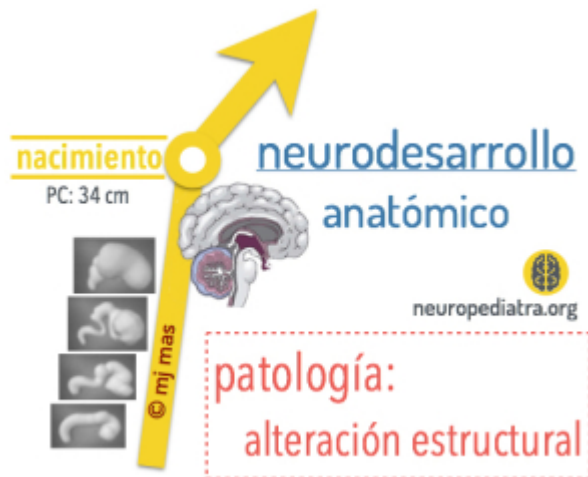 nacimiento
PC: 34 cm
neurodesarrollo
anatómico
neuropediatra.org
© mj mas
patología:
alteración estructural